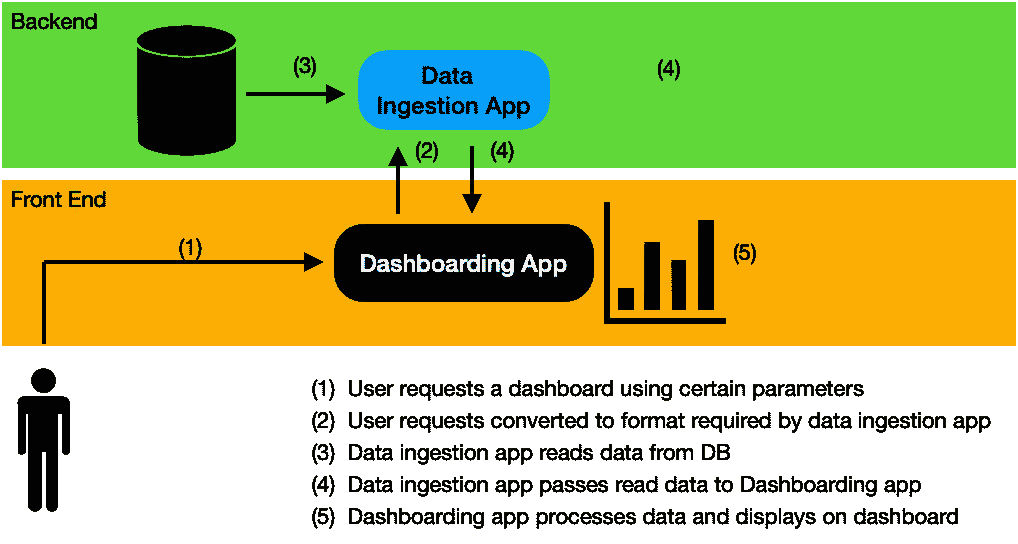 Backend
(3)
Data
Ingestion App
(4)
(2)
(4)
Front End
(1)
Dashboarding App
(5)
(1) User requests a dashboard using certain parameters
(2) User requests converted to format required by data ingestion app
(3) Data ingestion app reads data from DB
(4) Data ingestion app passes read data to Dashboarding app
(5) Dashboarding app processes data and displays on dashboard